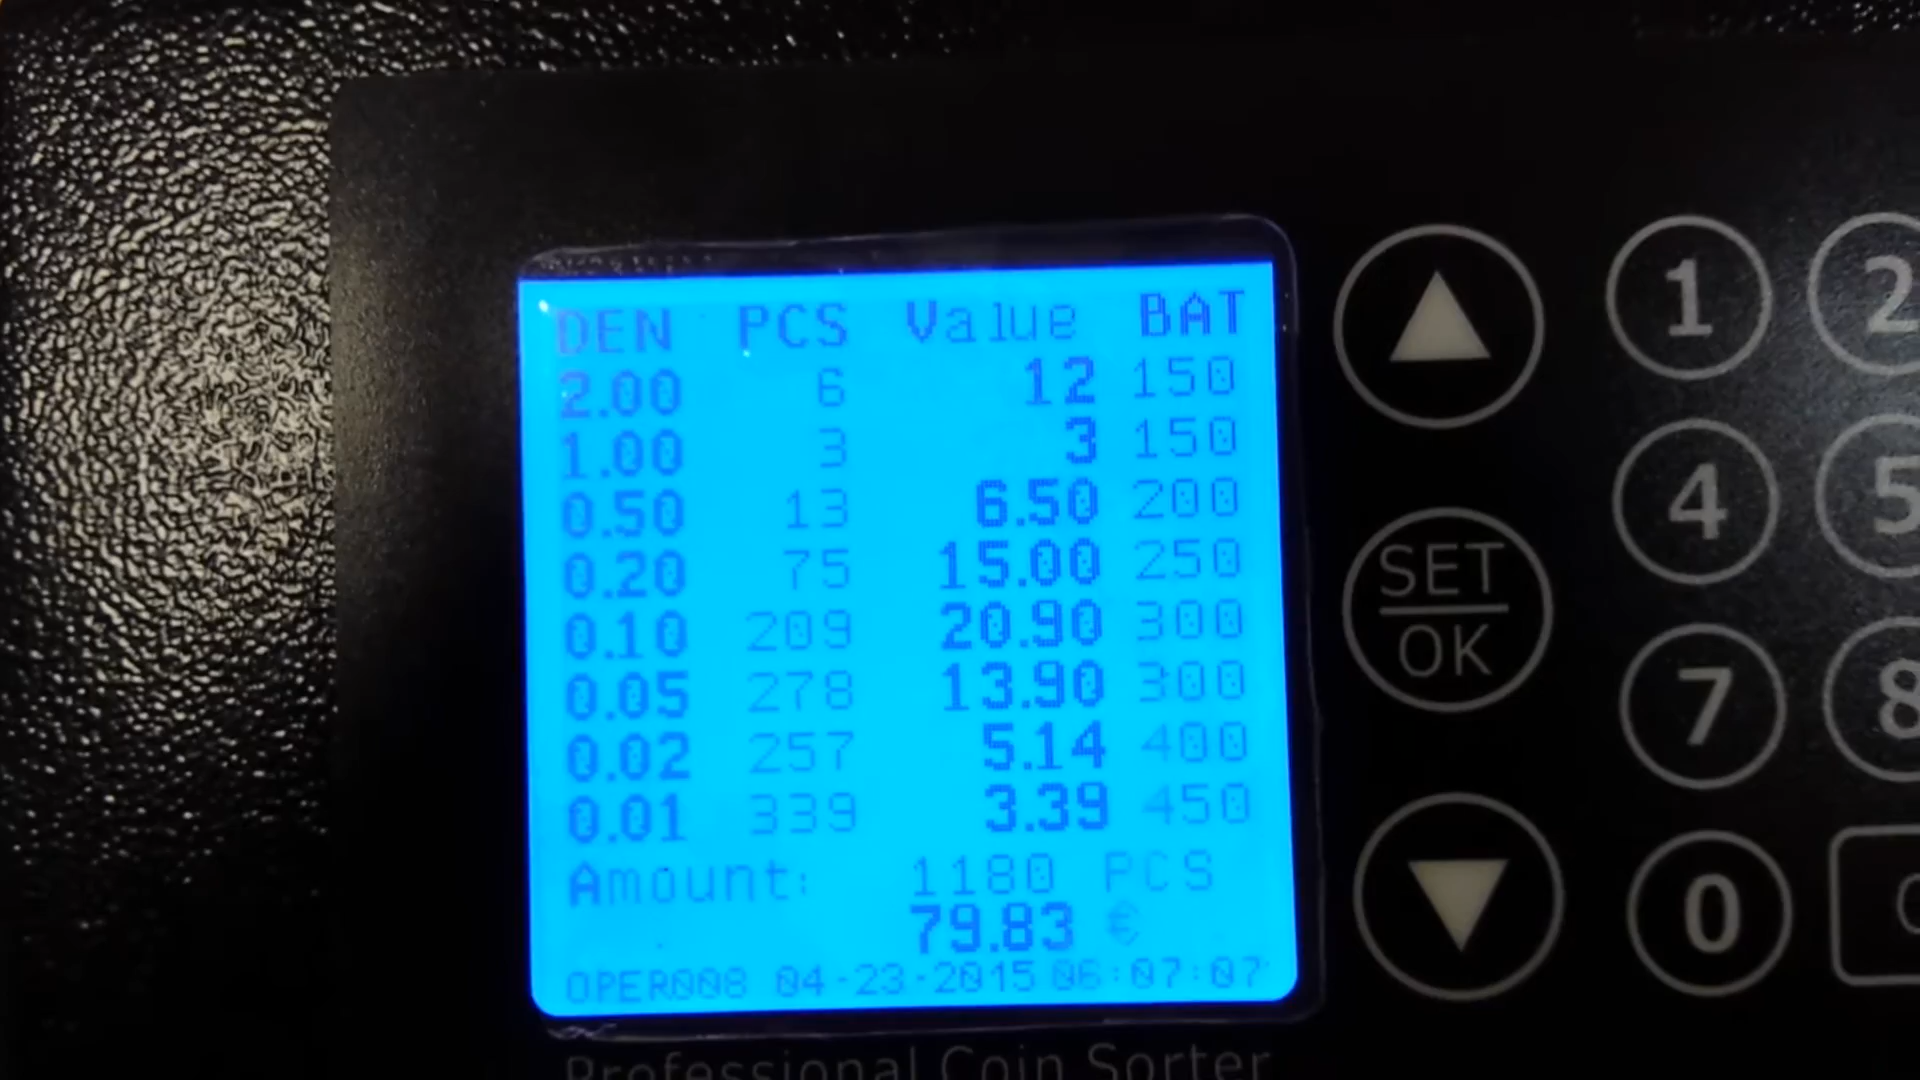 DEN PCS Value BAT
2.00 6 12 150
1.00 3 3 150
0.50 13 6.50 200
0.20 75 15.00 250
0.10 209 20.90 300
0.05 278 13.90 300
0.02 257 5.14 400
0.01 339 3.39 450
Amount: 1180 PCS
79.83 €
OPER008 04-23-2015 06:07:07
Professional Coin Sorter
1 2
4 5
SET
OK
7 8
0